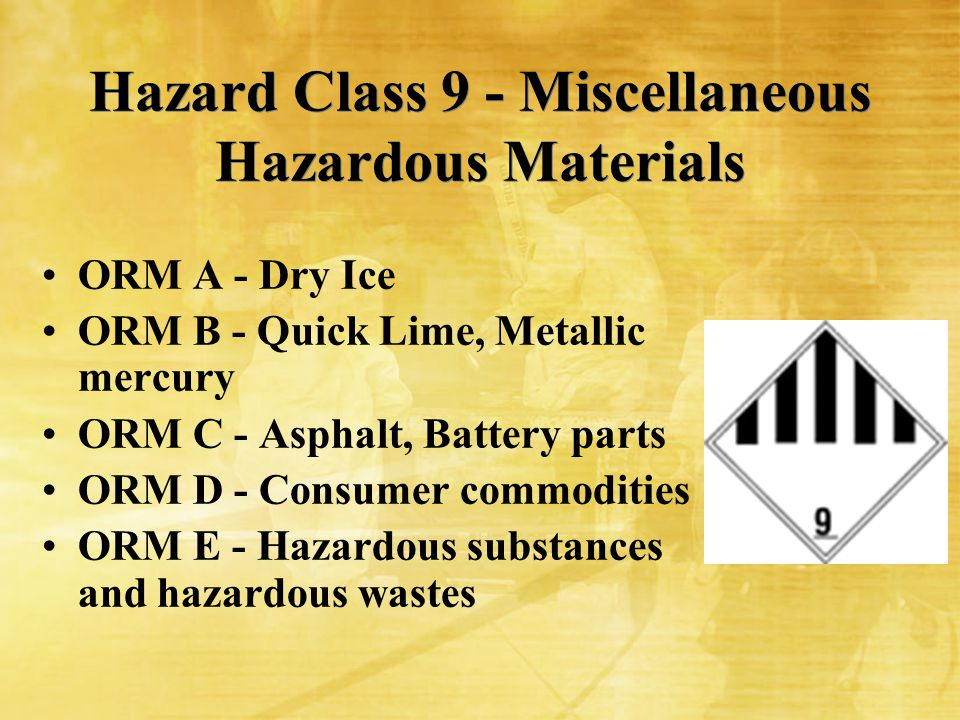 Hazard Class 9 - Miscellaneous
Hazardous Materials
• ORM A - Dry Ice
• ORM B - Quick Lime, Metallic
mercury
• ORM C - Asphalt, Battery parts
• ORM D - Consumer commodities
• ORM E - Hazardous substances
and hazardous wastes
9